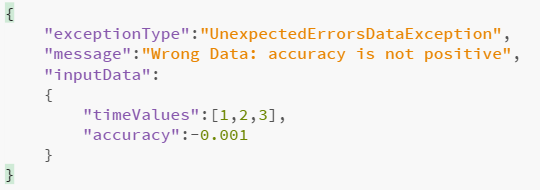 {
"exceptionType":"UnexpectedErrorsDataException",
"message":"Wrong Data: accuracy is not positive",
"inputData":
{
"timeValues":[1,2,3],
"accuracy":-0.001
}
}